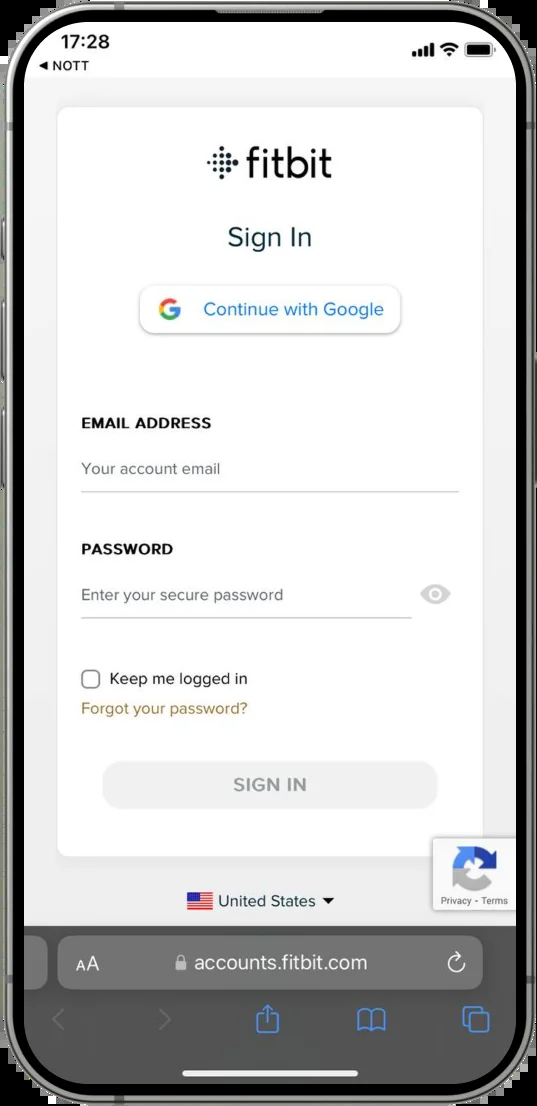 17:28
◀ NOTT
fitbit
Sign In
Continue with Google
EMAIL ADDRESS
Your account email
PASSWORD
Enter your secure password
Keep me logged in
Forgot your password?
SIGN IN
Privacy - Terms
United States
AA accounts.fitbit.com